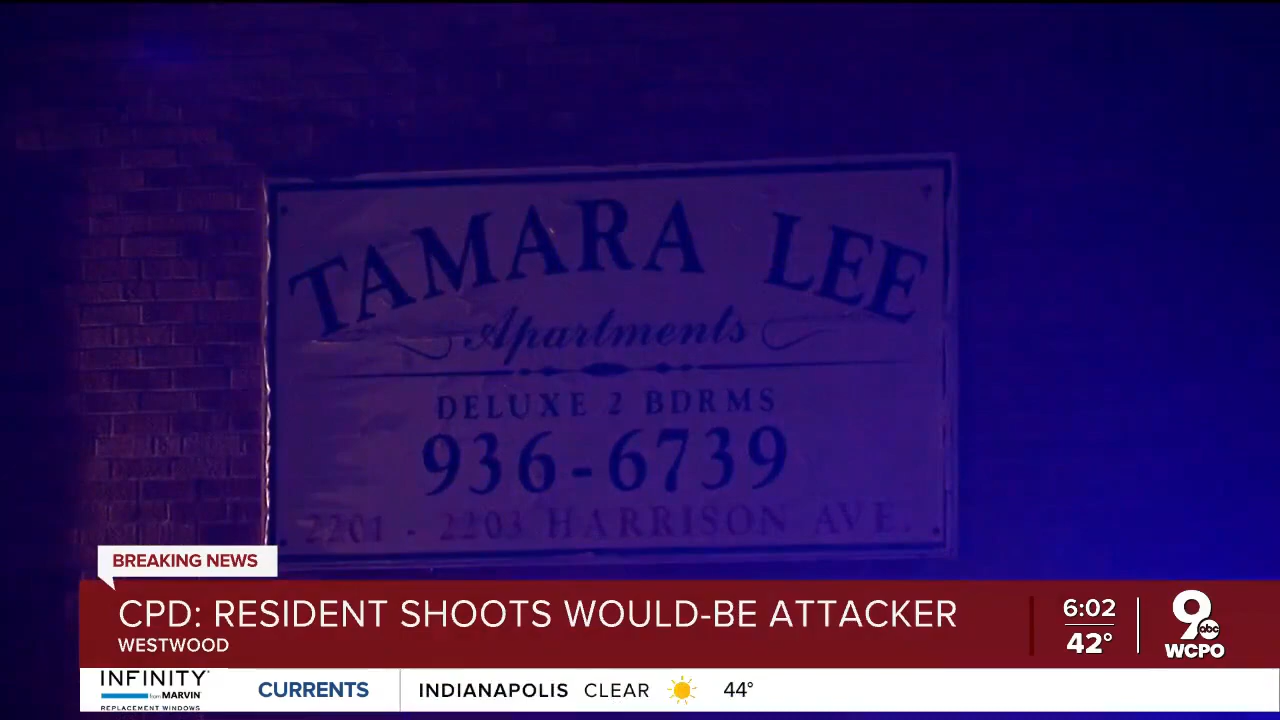 TAMARA LEE
Apartments
DELUXE 2 BDRMS
936-6739
2201 - 2203 HARRISON AVE.
BREAKING NEWS
CPD: RESIDENT SHOOTS WOULD-BE ATTACKER
WESTWOOD
6:02
42°
9 abc
WCPO
INFINITY
from MARVIN
REPLACEMENT WINDOWS
CURRENTS
INDIANAPOLIS CLEAR 44°